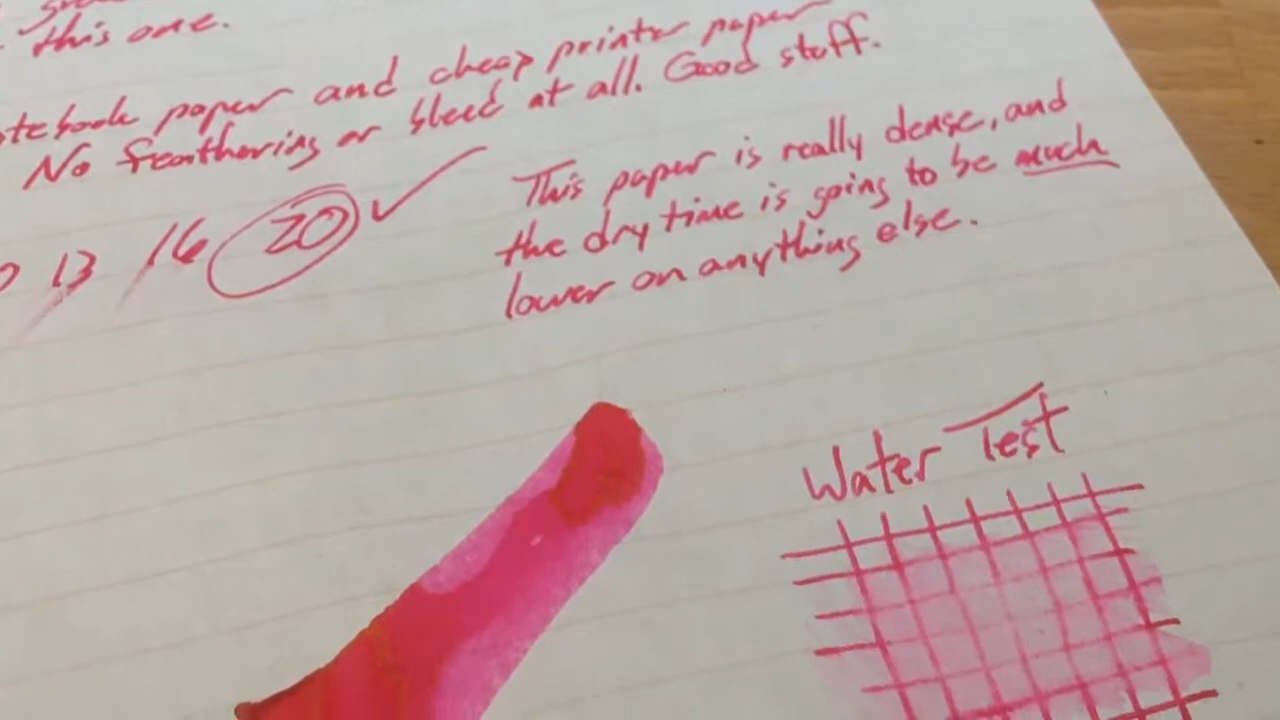 this one.
paper and cheap printer paper
No feathering or bleed at all. Good stuff.
13 16 20 ✓
This paper is really dense, and
the dry time is going to be much
lower on anything else.
Water Test